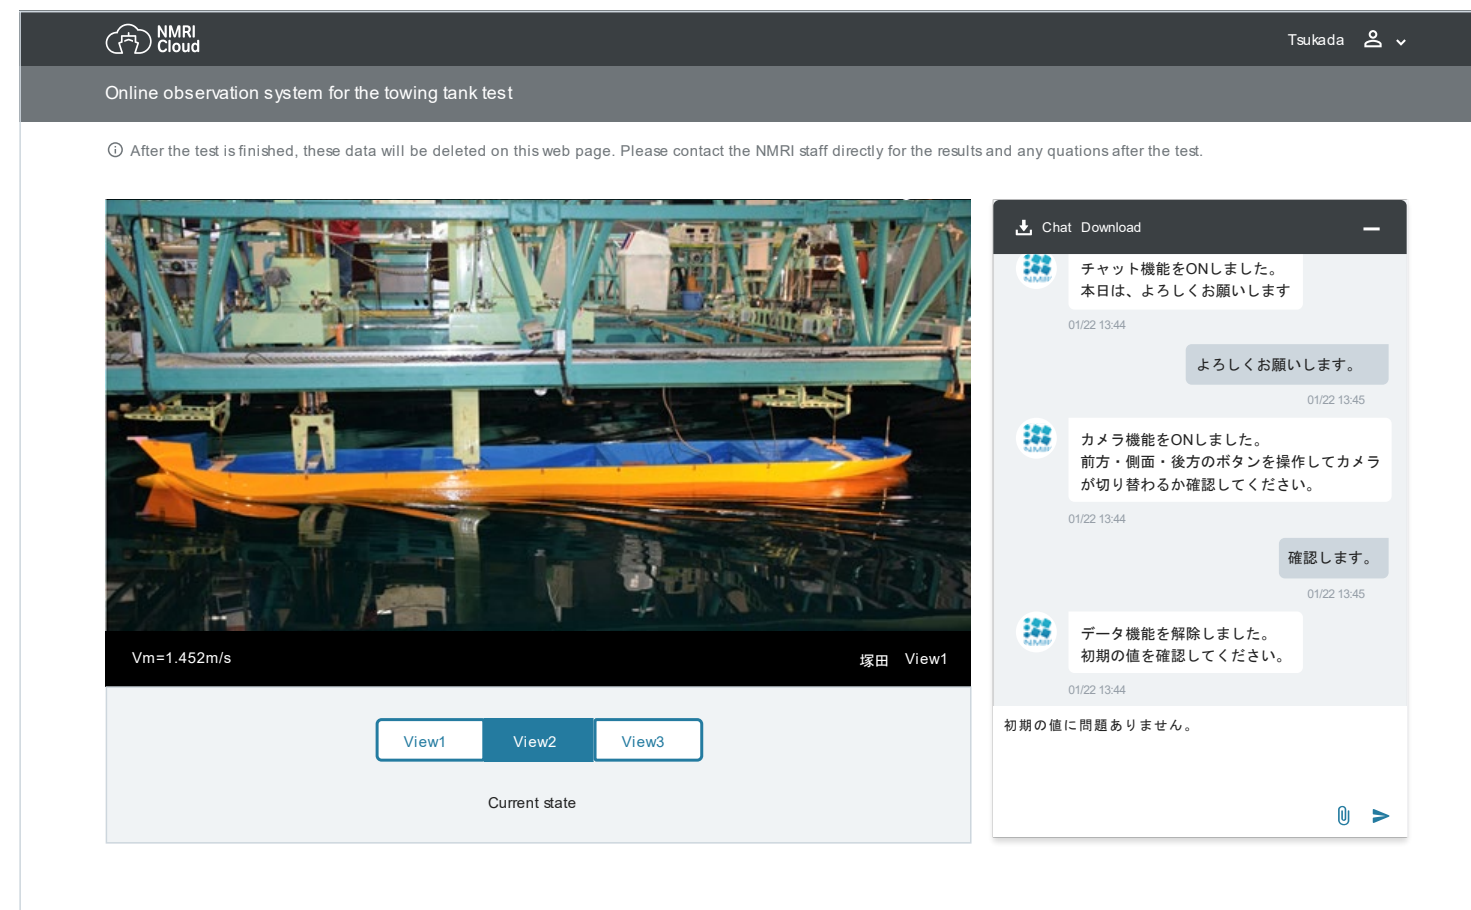 NMRI
Cloud
Tsukada
Online observation system for the towing tank test
After the test is finished, these data will be deleted on this web page. Please contact the NMRI staff directly for the results and any quations after the test.
Vm=1.452m/s
塚田 View1
View1 View2 View3
Current state
Chat Download
NMRI
チャット機能をONしました。
本日は、よろしくお願いします
01/22 13:44
よろしくお願いします。
01/22 13:45
NMRI
カメラ機能をONしました。
前方・側面・後方のボタンを操作してカメラ
が切り替わるか確認してください。
01/22 13:44
確認します。
01/22 13:45
NMRI
データ機能を解除しました。
初期の値を確認してください。
01/22 13:44
初期の値に問題ありません。